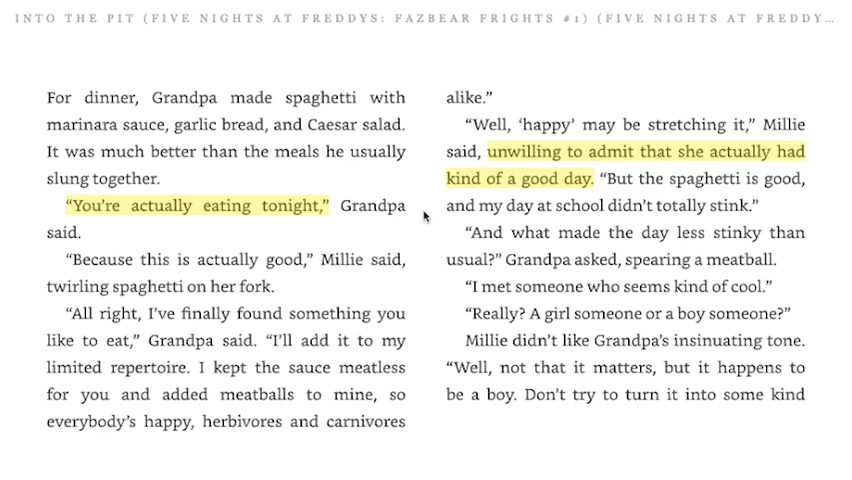 INTO THE PIT (FIVE NIGHTS AT FREDDYS: FAZBEAR FRIGHTS #1) (FIVE NIGHTS AT FREDDY...
For dinner, Grandpa made spaghetti with
marinara sauce, garlic bread, and Caesar salad.
It was much better than the meals he usually
slung together.
“You’re actually eating tonight,” Grandpa
said.
“Because this is actually good,” Millie said,
twirling spaghetti on her fork.
“All right, I’ve finally found something you
like to eat,” Grandpa said. “I’ll add it to my
limited repertoire. I kept the sauce meatless
for you and added meatballs to mine, so
everybody’s happy, herbivores and carnivores
alike.”
“Well, ‘happy’ may be stretching it,” Millie
said, unwilling to admit that she actually had
kind of a good day. “But the spaghetti is good,
and my day at school didn’t totally stink.”
“And what made the day less stinky than
usual?” Grandpa asked, spearing a meatball.
“I met someone who seems kind of cool.”
“Really? A girl someone or a boy someone?”
Millie didn’t like Grandpa’s insinuating tone.
“Well, not that it matters, but it happens to
be a boy. Don’t try to turn it into some kind